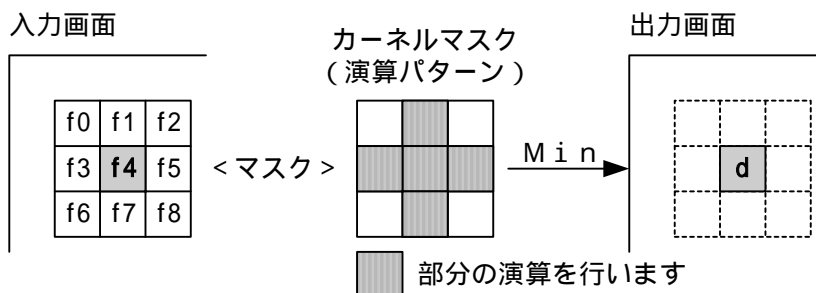 入力画面
カーネルマスク
(演算パターン)
出力画面
f0 f1 f2
f3 f4 f5
f6 f7 f8
<マスク>
Min
d
部分の演算を行います